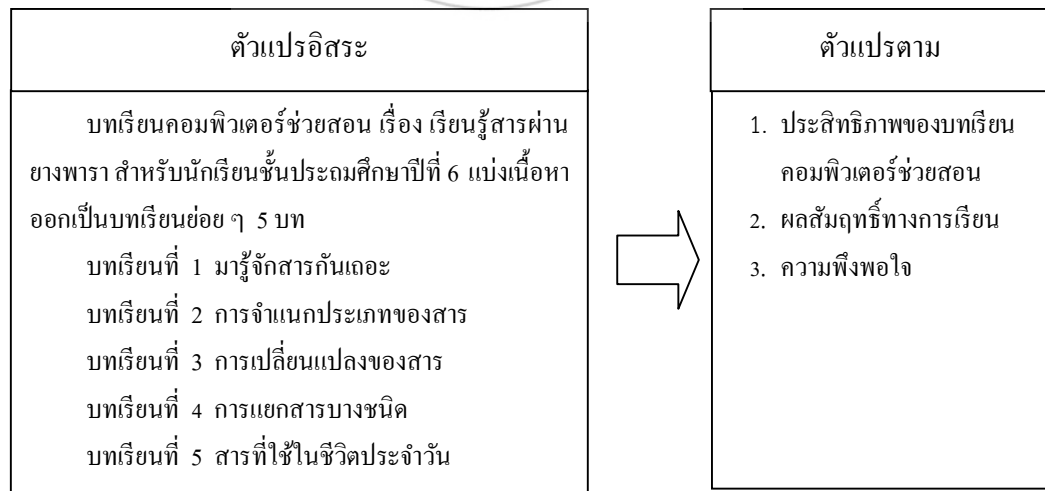 ตัวแปรอิสระ
บทเรียนคอมพิวเตอร์ช่วยสอน เรื่อง เรียนรู้สารผ่าน
ยางพารา สำหรับนักเรียนชั้นประถมศึกษาปีที่ 6 แบ่งเนื้อหา
ออกเป็นบทเรียนย่อย ๆ 5 บท
บทเรียนที่ 1 มารู้จักสารกันเถอะ
บทเรียนที่ 2 การจำแนกประเภทของสาร
บทเรียนที่ 3 การเปลี่ยนแปลงของสาร
บทเรียนที่ 4 การแยกสารบางชนิด
บทเรียนที่ 5 สารที่ใช้ในชีวิตประจำวัน
ตัวแปรตาม
1. ประสิทธิภาพของบทเรียน
คอมพิวเตอร์ช่วยสอน
2. ผลสัมฤทธิ์ทางการเรียน
3. ความพึงพอใจ